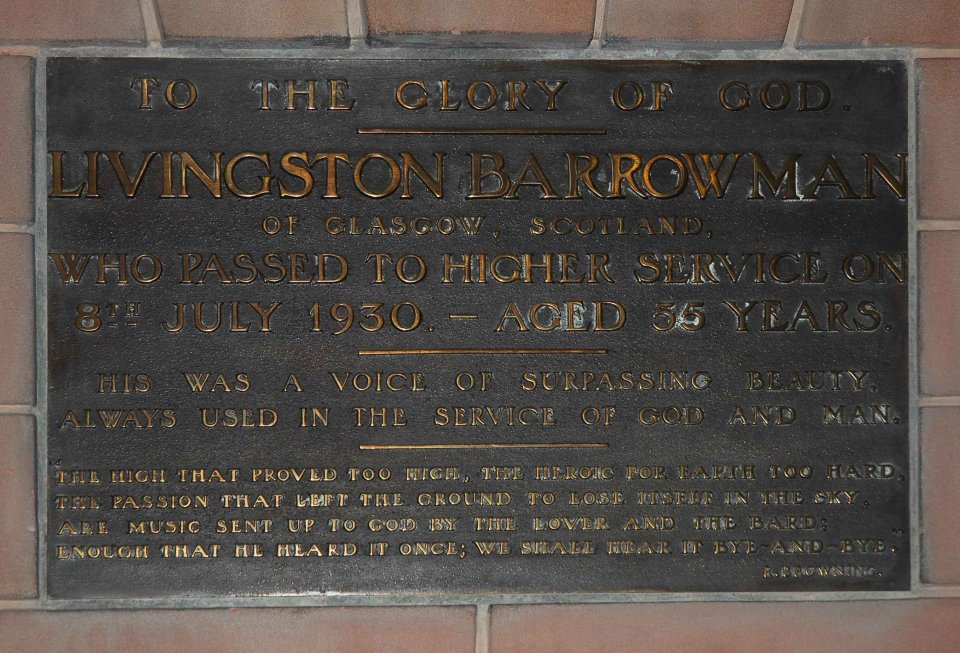 TO THE GLORY OF GOD.
LIVINGSTON BARROWMAN
OF GLASGOW, SCOTLAND,
WHO PASSED TO HIGHER SERVICE ON
8TH JULY 1930. – AGED 55 YEARS.
HIS WAS A VOICE OF SURPASSING BEAUTY,
ALWAYS USED IN THE SERVICE OF GOD AND MAN.
"THE HIGH THAT PROVED TOO HIGH, THE HEROIC FOR EARTH TOO HARD,
THE PASSION THAT LEFT THE GROUND TO LOSE ITSELF IN THE SKY,
ARE MUSIC SENT UP TO GOD BY THE LOVER AND THE BARD;
ENOUGH THAT HE HEARD IT ONCE; WE SHALL HEAR IT BYE-AND-BYE."
R. BROWNING.